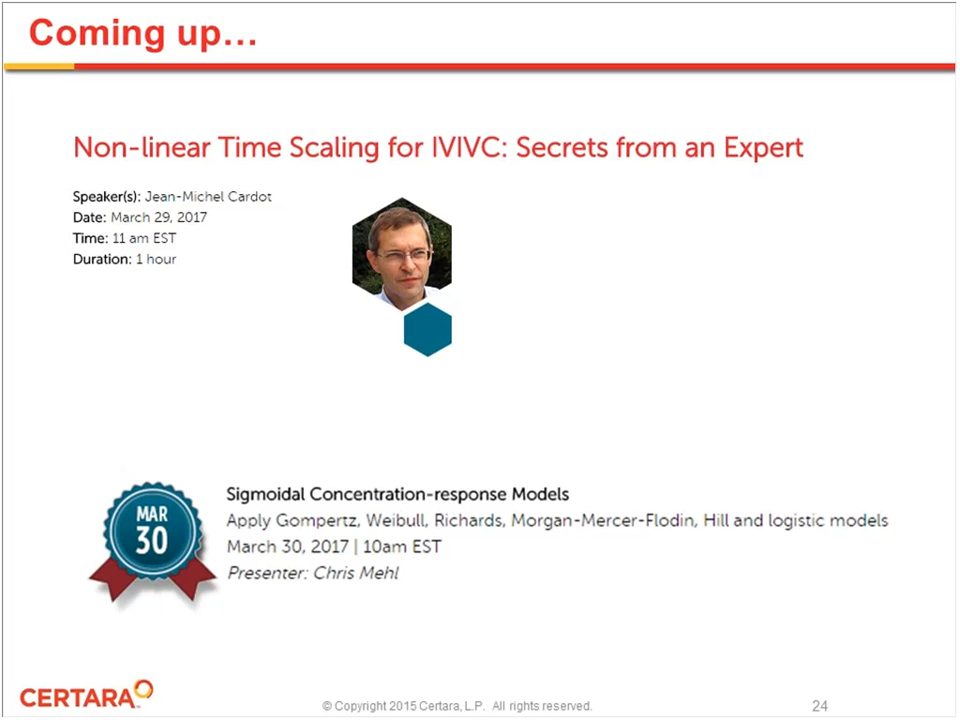 Coming up...
Non-linear Time Scaling for IVIVC: Secrets from an Expert
Speaker(s): Jean-Michel Cardot
Date: March 29, 2017
Time: 11 am EST
Duration: 1 hour
MAR
30
Sigmoidal Concentration-response Models
Apply Gompertz, Weibull, Richards, Morgan-Mercer-Flodin, Hill and logistic models
March 30, 2017 | 10am EST
Presenter: Chris Mehl
CERTARA
© Copyright 2015 Certara, L.P. All rights reserved.
24